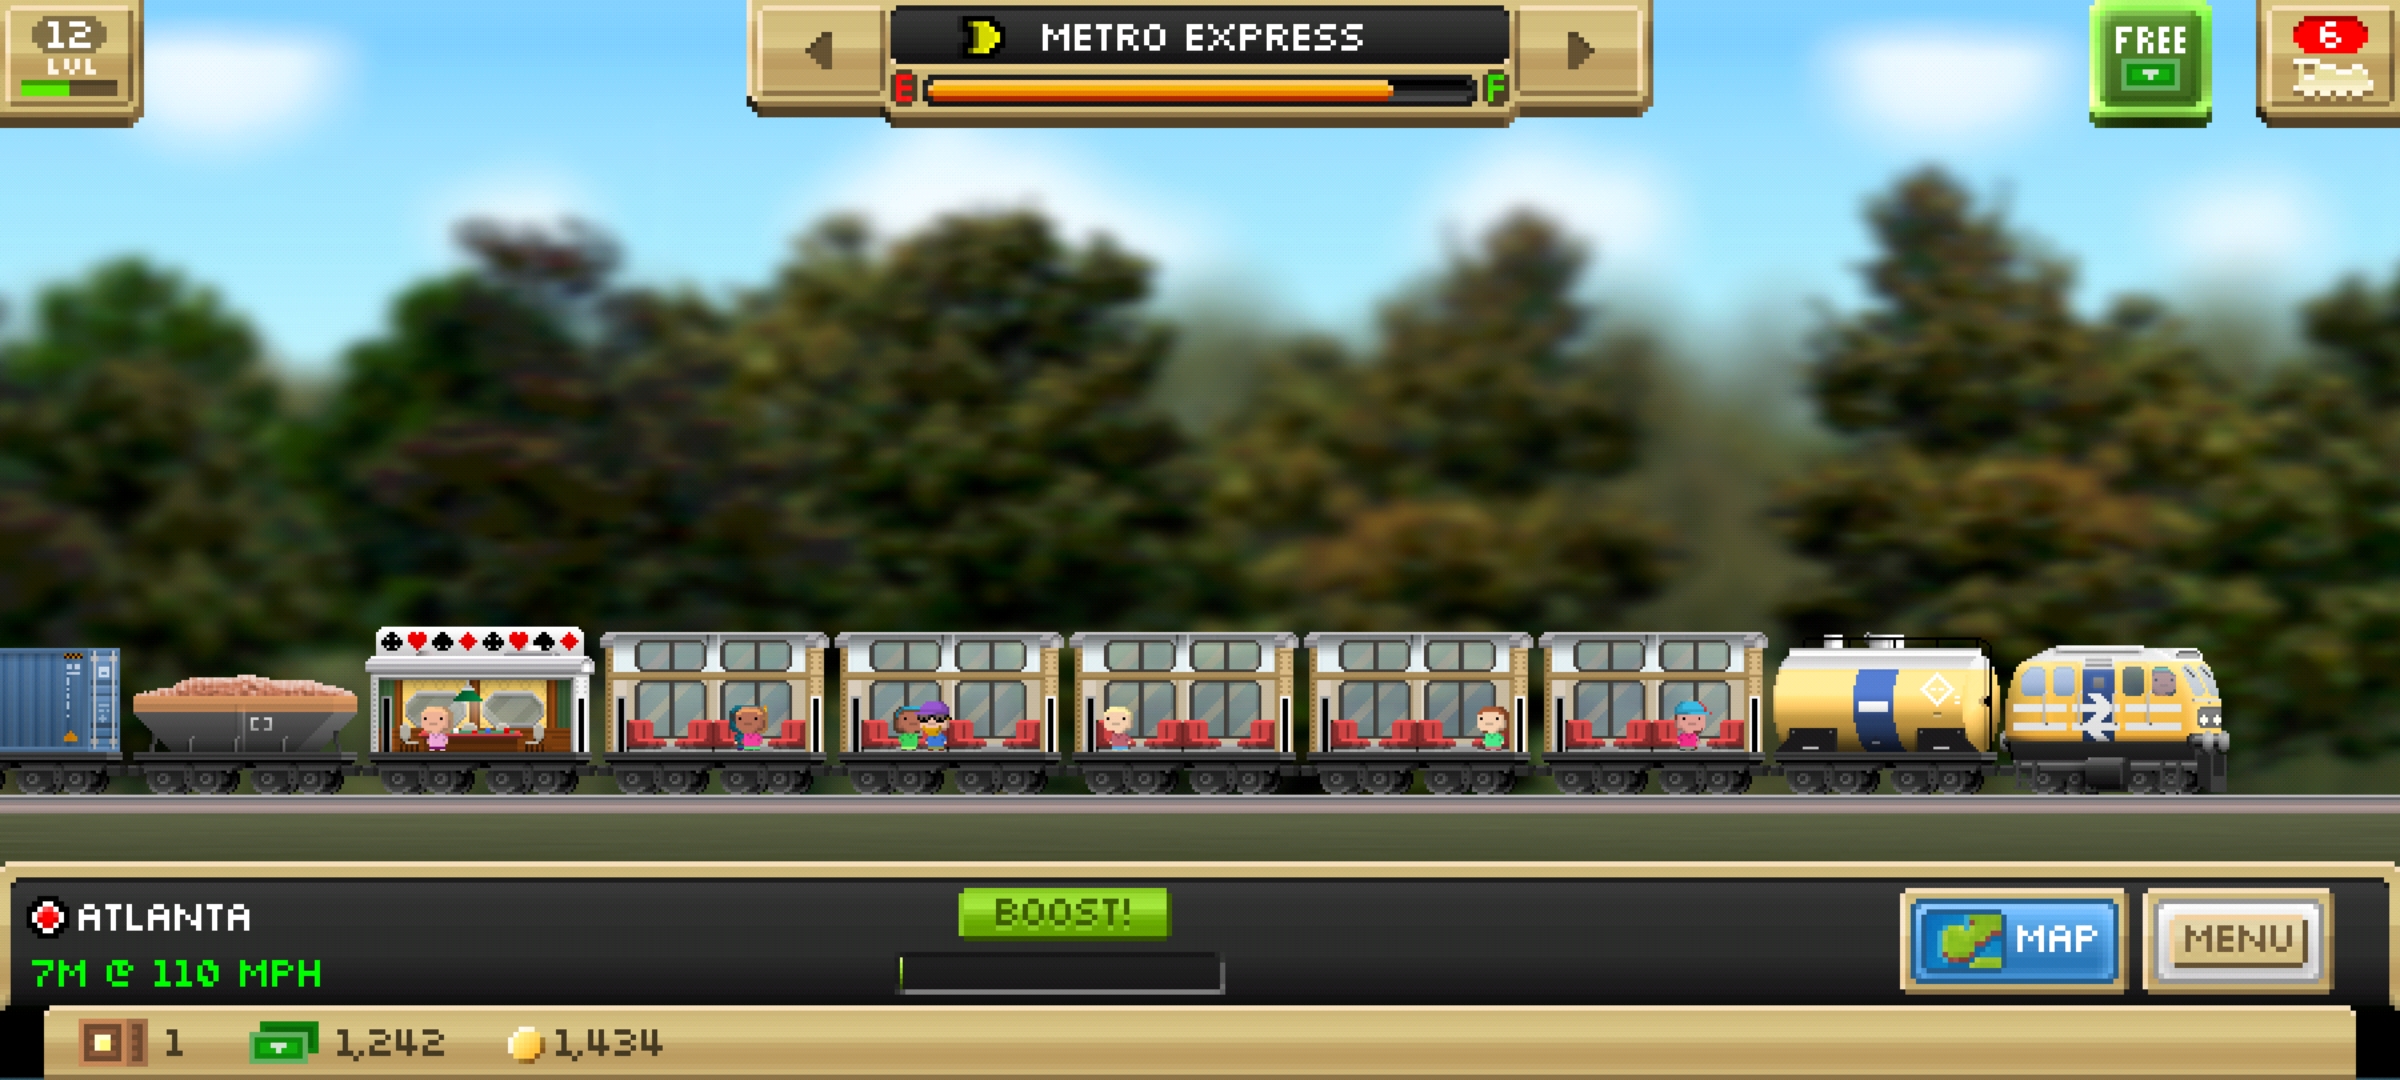 12
LVL
METRO EXPRESS
E F
FREE
6
ATLANTA
7M @ 110 MPH
BOOST!
MAP
MENU
1
1,242
1,434